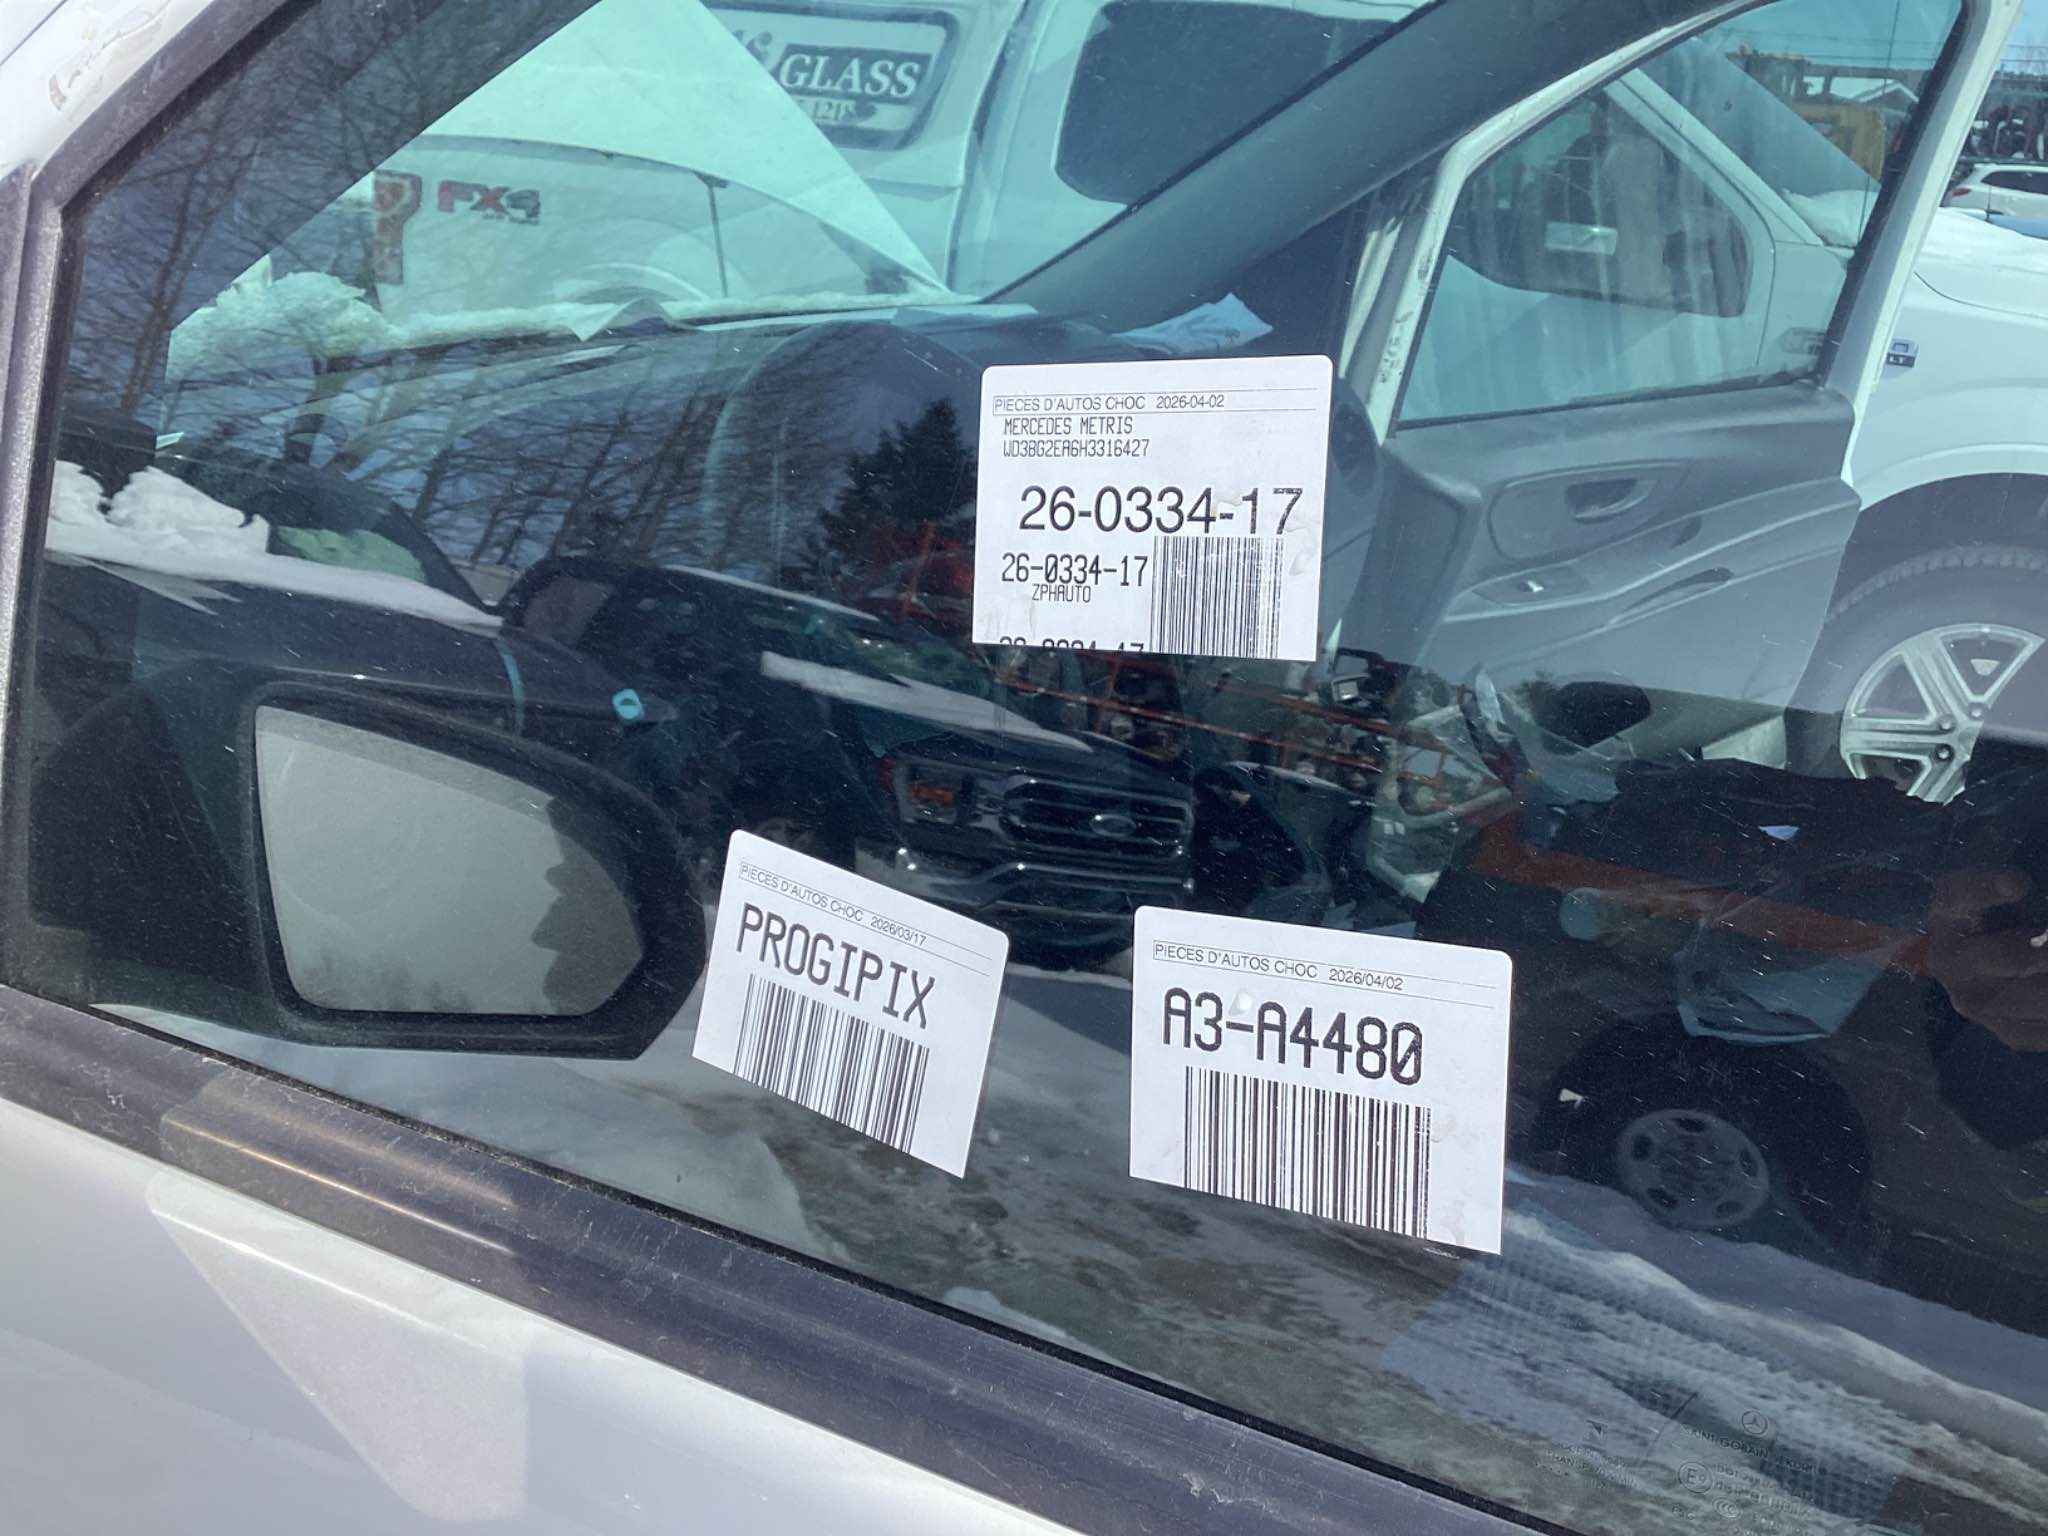 GLASS
FX4
PIECES D'AUTOS CHOC 2026-04-02
MERCEDES METRIS
WD3BG2EA6H3316427
26-0334-17
26-0334-17
ZPHAUTO
PIECES D'AUTOS CHOC 2026/03/17
PROGIPIX
PIECES D'AUTOS CHOC 2026/04/02
A3-A4480